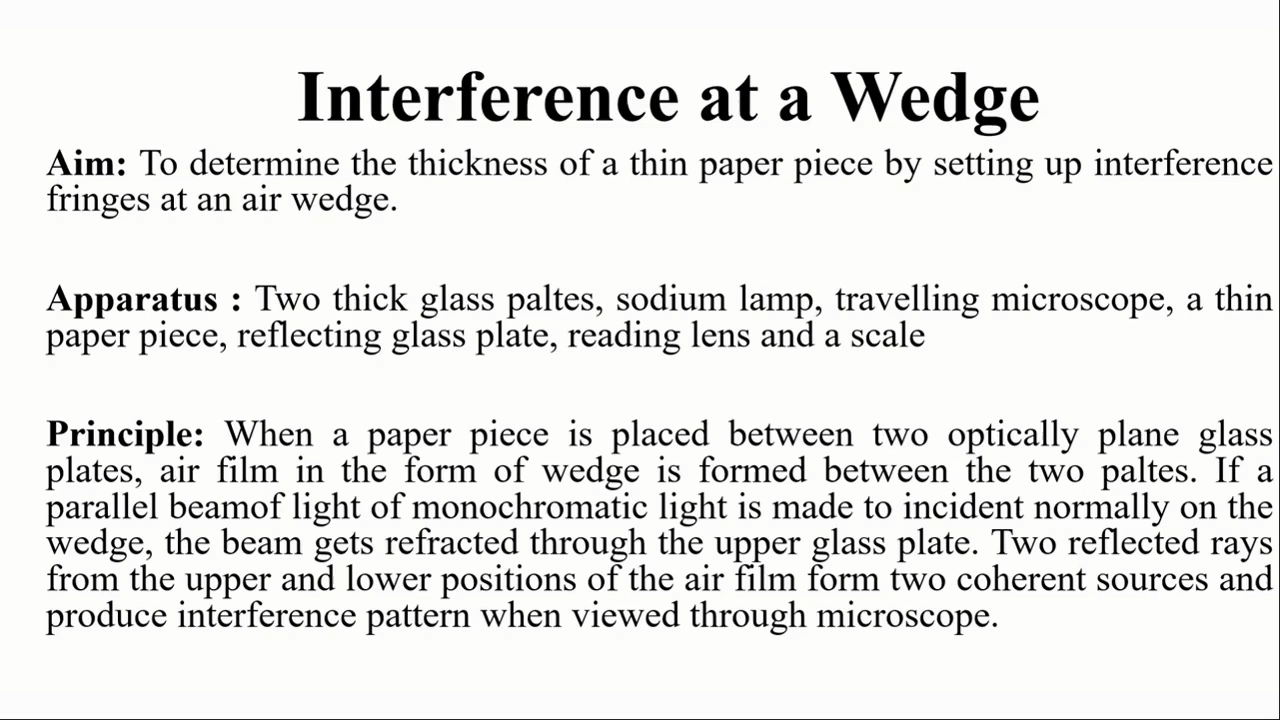 Interference at a Wedge
Aim: To determine the thickness of a thin paper piece by setting up interference
fringes at an air wedge.
Apparatus : Two thick glass paltes, sodium lamp, travelling microscope, a thin
paper piece, reflecting glass plate, reading lens and a scale
Principle: When a paper piece is placed between two optically plane glass
plates, air film in the form of wedge is formed between the two paltes. If a
parallel beamof light of monochromatic light is made to incident normally on the
wedge, the beam gets refracted through the upper glass plate. Two reflected rays
from the upper and lower positions of the air film form two coherent sources and
produce interference pattern when viewed through microscope.